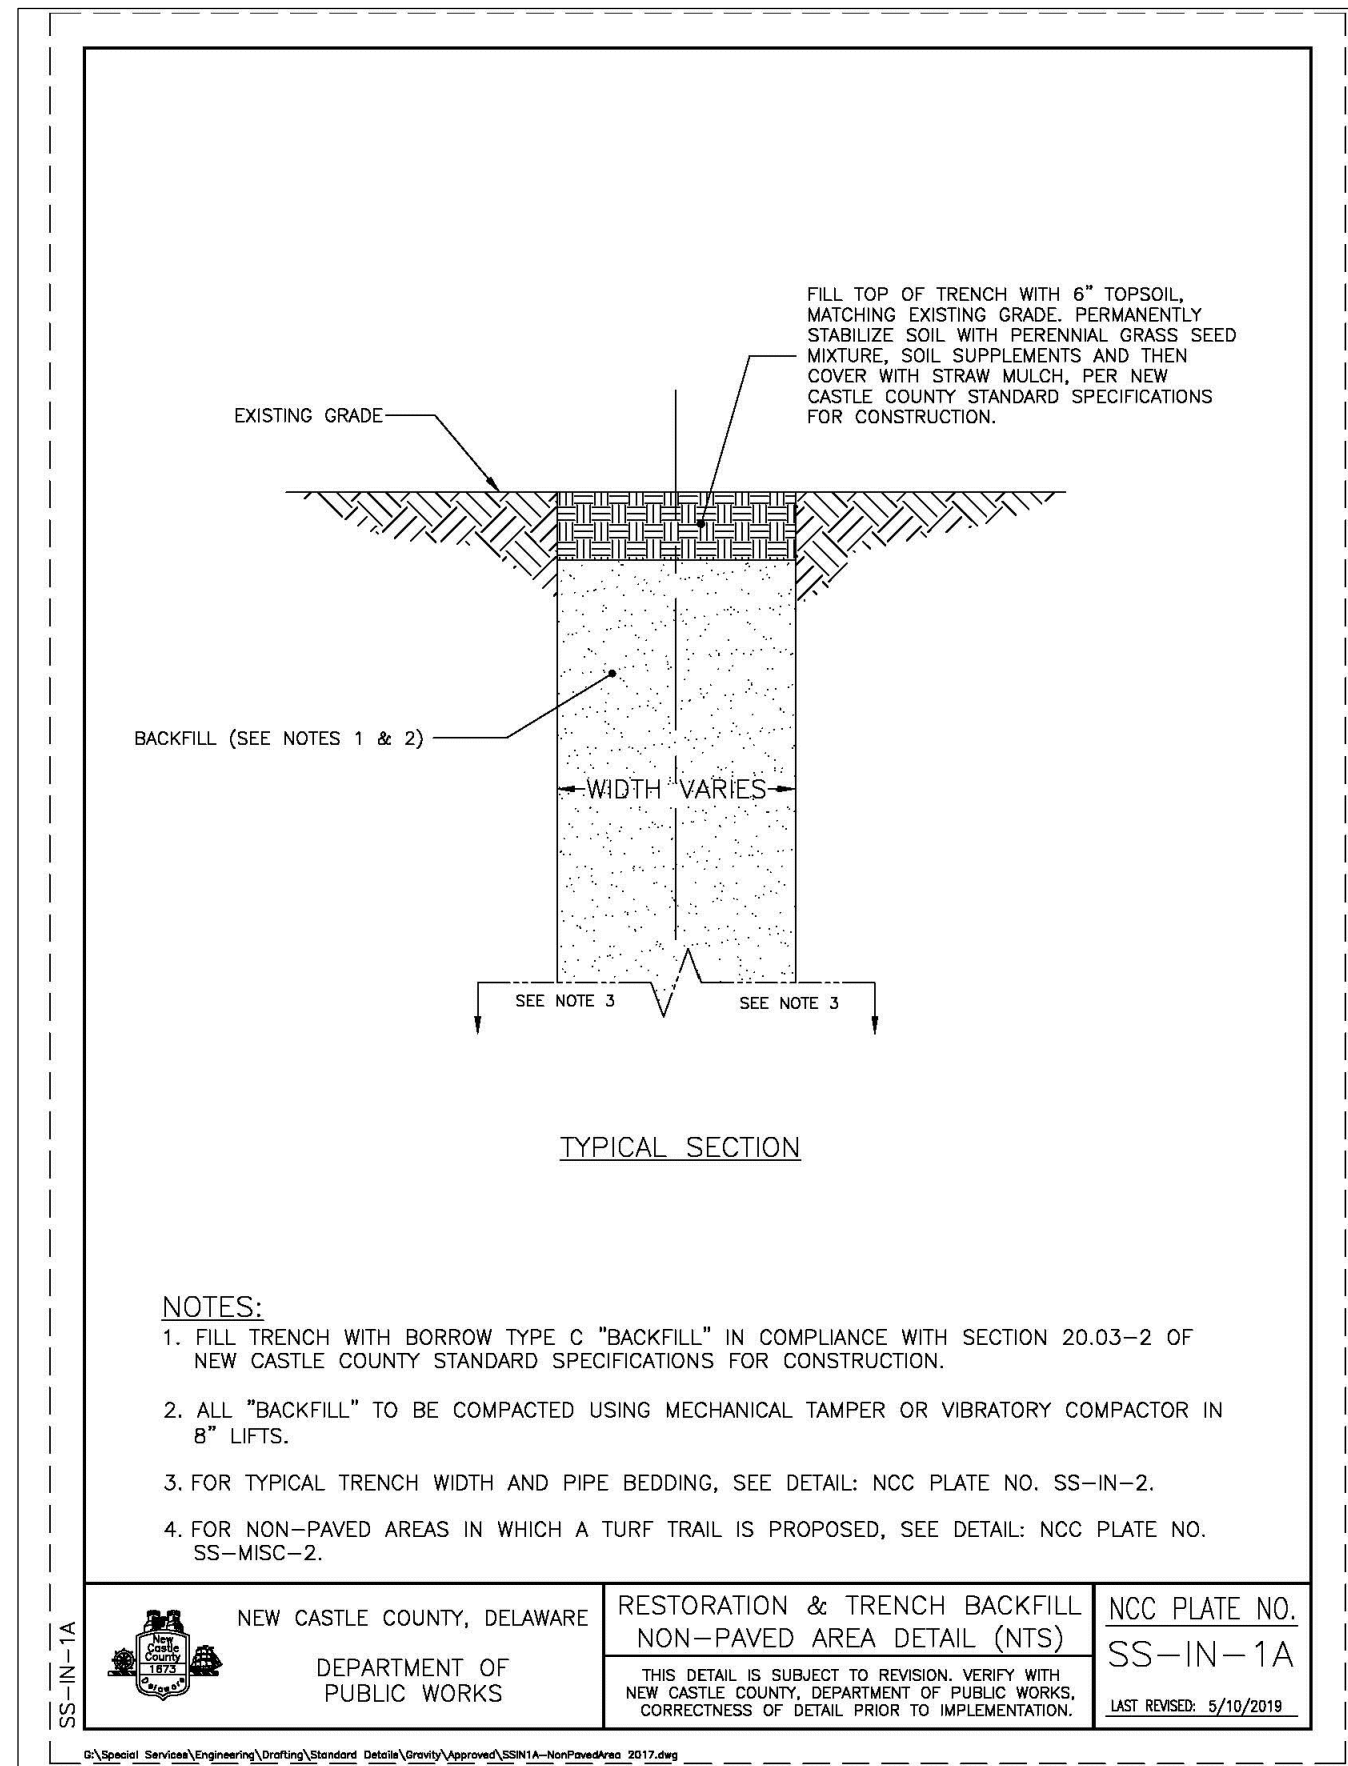 FILL TOP OF TRENCH WITH 6" TOPSOIL,
MATCHING EXISTING GRADE. PERMANENTLY
STABILIZE SOIL WITH PERENNIAL GRASS SEED
MIXTURE, SOIL SUPPLEMENTS AND THEN
COVER WITH STRAW MULCH, PER NEW
CASTLE COUNTY STANDARD SPECIFICATIONS
FOR CONSTRUCTION.
EXISTING GRADE
BACKFILL (SEE NOTES 1 & 2)
WIDTH VARIES
SEE NOTE 3
SEE NOTE 3
TYPICAL SECTION
NOTES:
1. FILL TRENCH WITH BORROW TYPE C "BACKFILL" IN COMPLIANCE WITH SECTION 20.03-2 OF
NEW CASTLE COUNTY STANDARD SPECIFICATIONS FOR CONSTRUCTION.
2. ALL "BACKFILL" TO BE COMPACTED USING MECHANICAL TAMPER OR VIBRATORY COMPACTOR IN
8" LIFTS.
3. FOR TYPICAL TRENCH WIDTH AND PIPE BEDDING, SEE DETAIL: NCC PLATE NO. SS-IN-2.
4. FOR NON-PAVED AREAS IN WHICH A TURF TRAIL IS PROPOSED, SEE DETAIL: NCC PLATE NO.
SS-MISC-2.
SS-IN-1A
New
Castle
County
1673
Delaware
NEW CASTLE COUNTY, DELAWARE
DEPARTMENT OF
PUBLIC WORKS
RESTORATION & TRENCH BACKFILL
NON-PAVED AREA DETAIL (NTS)
THIS DETAIL IS SUBJECT TO REVISION. VERIFY WITH
NEW CASTLE COUNTY, DEPARTMENT OF PUBLIC WORKS,
CORRECTNESS OF DETAIL PRIOR TO IMPLEMENTATION.
NCC PLATE NO.
SS-IN-1A
LAST REVISED: 5/10/2019
G:\Special Services\Engineering\Drafting\Standard Details\Gravity\Approved\SSIN1A-NonPavedArea 2017.dwg